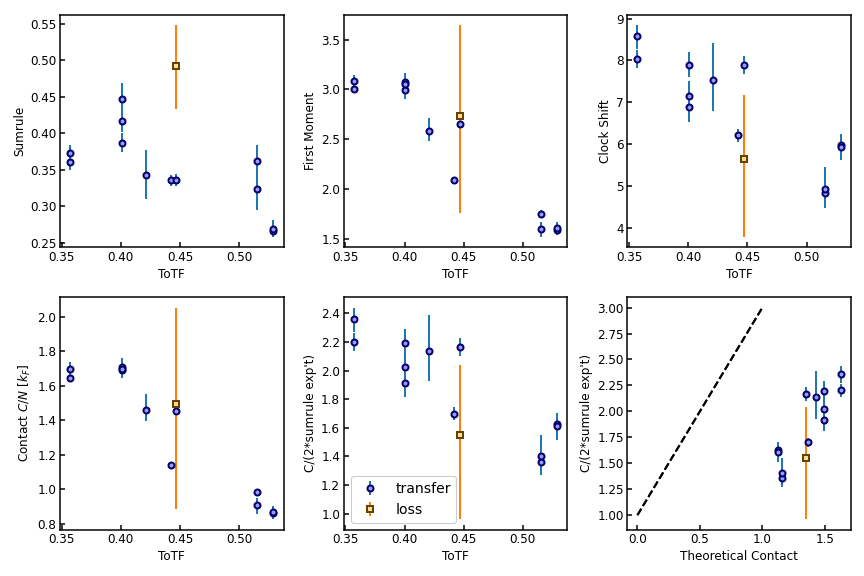 0.55
0.50
0.45
0.40
0.35
0.30
0.25
Sumrule
0.35 0.40 0.45 0.50
ToTF
3.5
3.0
2.5
2.0
1.5
First Moment
0.35 0.40 0.45 0.50
ToTF
9
8
7
6
5
4
Clock Shift
0.35 0.40 0.45 0.50
ToTF
2.0
1.8
1.6
1.4
1.2
1.0
0.8
Contact C/N [k_F]
0.35 0.40 0.45 0.50
ToTF
2.4
2.2
2.0
1.8
1.6
1.4
1.2
1.0
C/(2*sumrule exp't)
transfer
loss
0.35 0.40 0.45 0.50
ToTF
3.00
2.75
2.50
2.25
2.00
1.75
1.50
1.25
1.00
C/(2*sumrule exp't)
0.0 0.5 1.0 1.5
Theoretical Contact